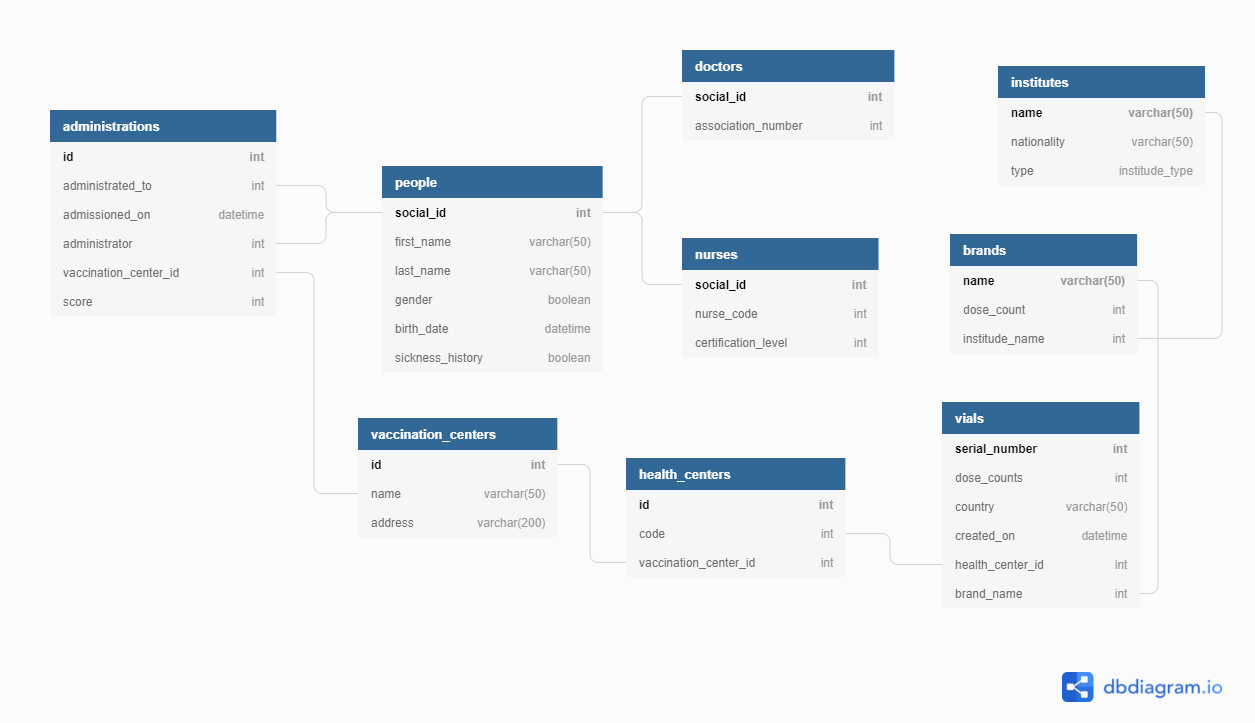 administrations
id int
administrated_to int
admissioned_on datetime
administrator int
vaccination_center_id int
score int
people
social_id int
first_name varchar(50)
last_name varchar(50)
gender boolean
birth_date datetime
sickness_history boolean
doctors
social_id int
association_number int
nurses
social_id int
nurse_code int
certification_level int
institutes
name varchar(50)
nationality varchar(50)
type institude_type
brands
name varchar(50)
dose_count int
institude_name int
vaccination_centers
id int
name varchar(50)
address varchar(200)
health_centers
id int
code int
vaccination_center_id int
vials
serial_number int
dose_counts int
country varchar(50)
created_on datetime
health_center_id int
brand_name int
dbdiagram.io